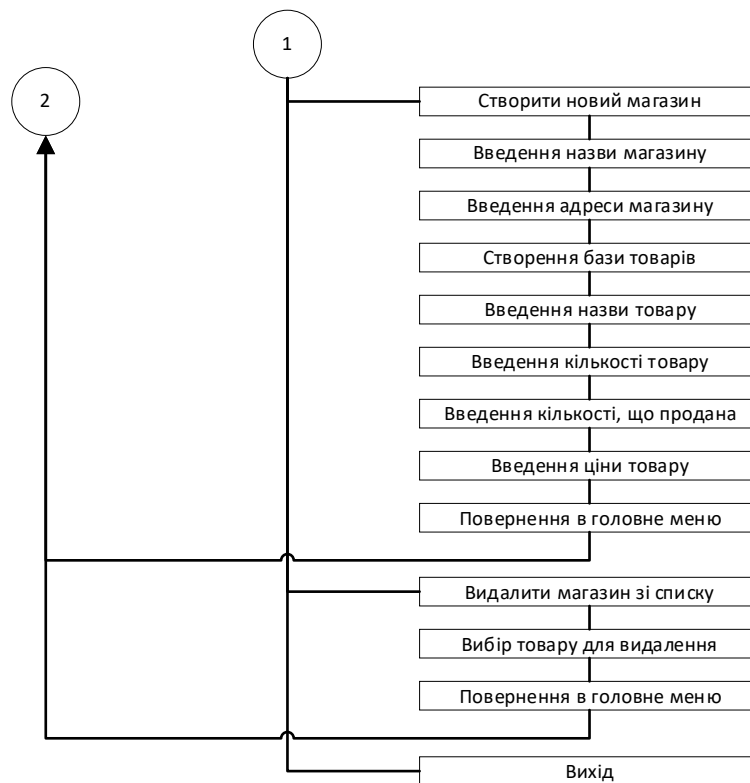 1
2
Створити новий магазин
Введення назви магазину
Введення адреси магазину
Створення бази товарів
Введення назви товару
Введення кількості товару
Введення кількості, що продана
Введення ціни товару
Повернення в головне меню
Видалити магазин зі списку
Вибір товару для видалення
Повернення в головне меню
Вихід